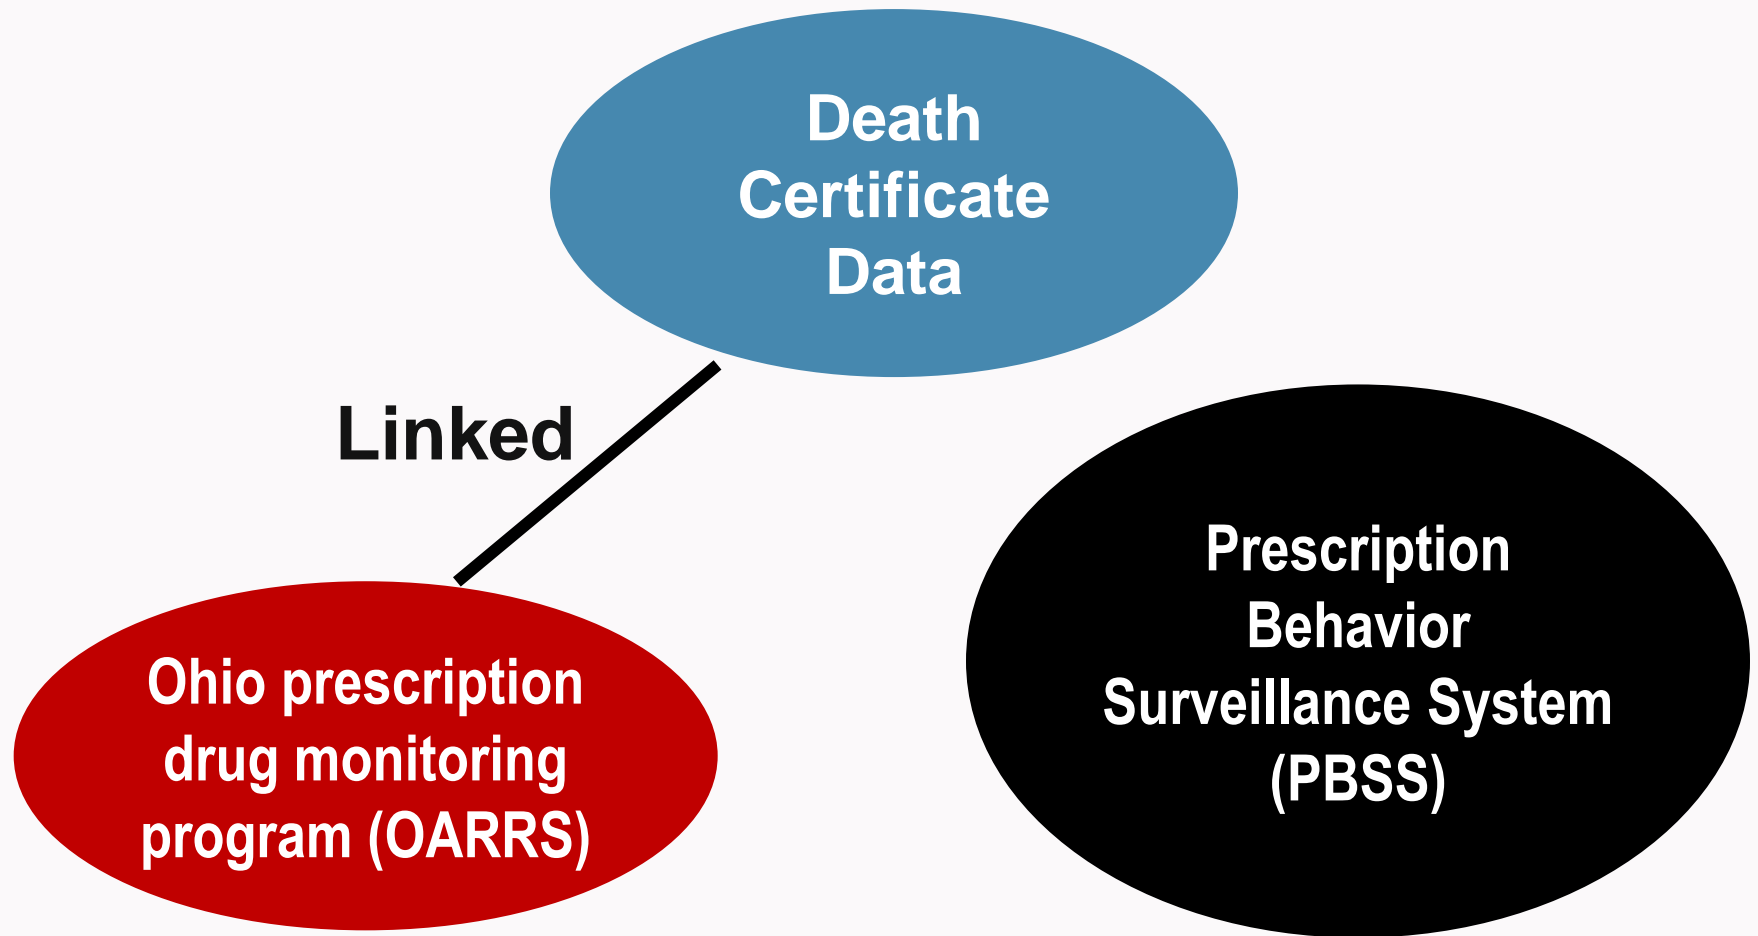 Death
Certificate
Data
Linked
Ohio prescription
drug monitoring
program (OARRS)
Prescription
Behavior
Surveillance System
(PBSS)